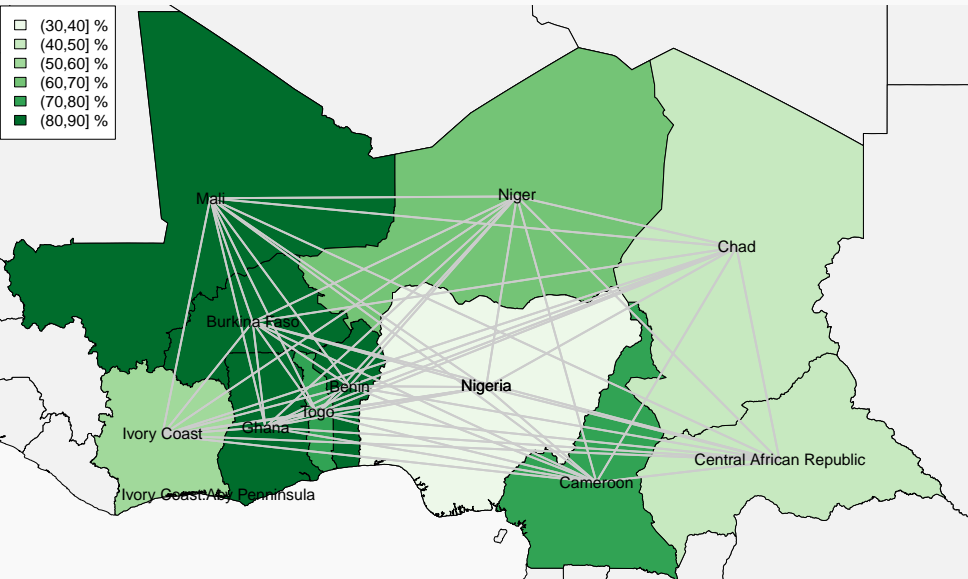 (30,40] %
(40,50] %
(50,60] %
(60,70] %
(70,80] %
(80,90] %
Mali
Niger
Chad
Burkina Faso
Benin
Nigeria
Togo
Ghana
Ivory Coast
Central African Republic
Cameroon
Ivory Coast:Aby Penninsula